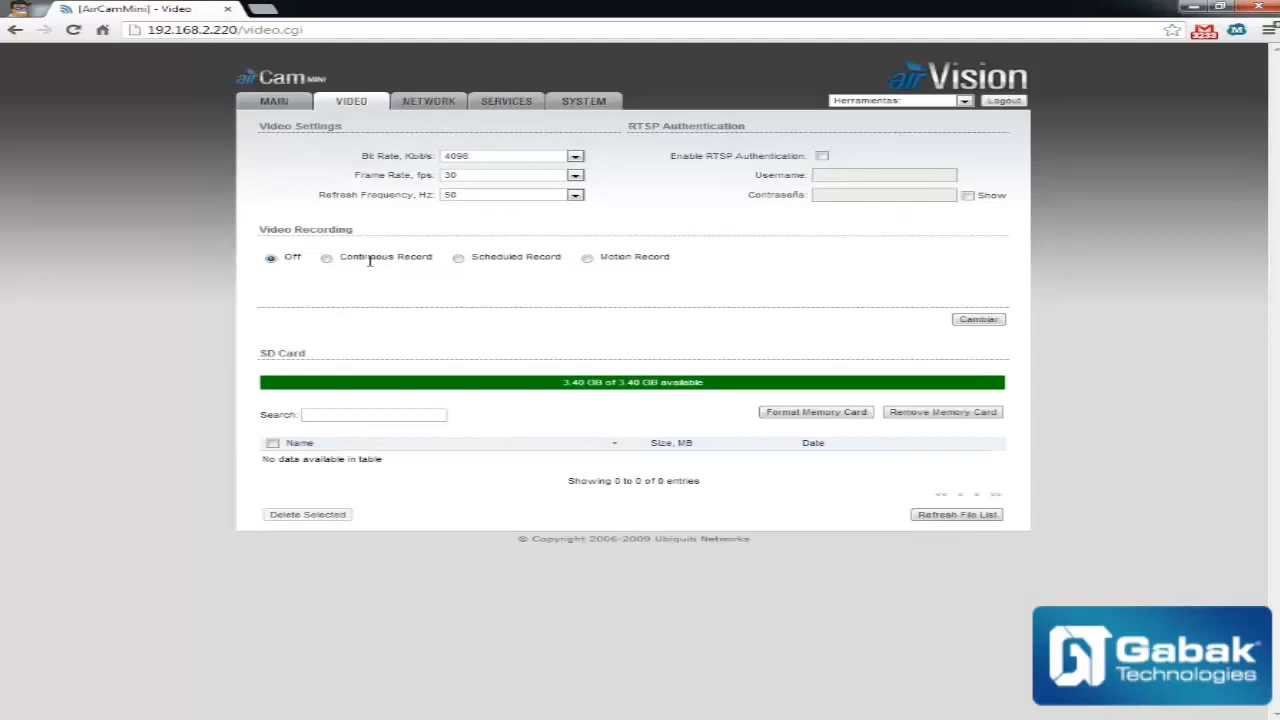 [AirCamMini] - Video
192.168.2.220/video.cgi
3233
airCam MINI
airVision
MAIN VIDEO NETWORK SERVICES SYSTEM
Herramientas: Logout
Video Settings
RTSP Authentication
Bit Rate, Kbit/s: 4096
Enable RTSP Authentication:
Frame Rate, fps: 30
Username:
Refresh Frequency, Hz: 50
Contraseña: Show
Video Recording
Off Continuous Record Scheduled Record Motion Record
Cambiar
SD Card
3.40 GB of 3.40 GB available
Search: Format Memory Card Remove Memory Card
Name Size, MB Date
No data available in table
Showing 0 to 0 of 0 entries
<< < > >>
Delete Selected Refresh File List
© Copyright 2006-2009 Ubiquiti Networks
Gabak
Technologies